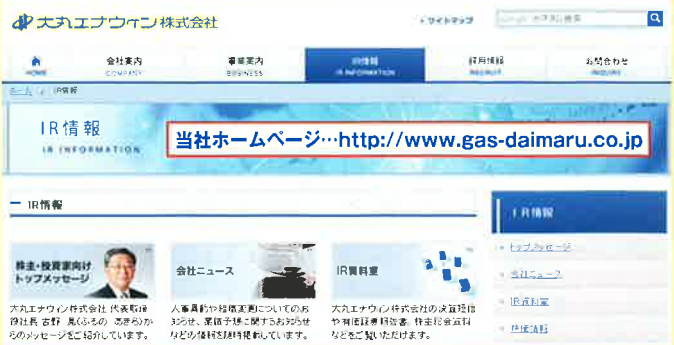 大丸エナウィン株式会社
サイトマップ
HOME
会社案内
COMPANY
事業案内
BUSINESS
IR情報
IR INFORMATION
採用情報
RECRUIT
お問合わせ
INQUIRE
ホーム
IR情報
IR情報
IR INFORMATION
当社ホームページ…http://www.gas-daimaru.co.jp
IR情報
IR情報
株主・投資家向け
トップメッセージ
会社ニュース
IR資料室
トップメッセージ
会社ニュース
IR資料室
株価情報
大丸エナウィン株式会社 代表取締
役社長 古野 晃(ふるの あきら)か
らのメッセージをご紹介しています。
人事異動や組織変更についてのお
知らせ、業績予想に関するお知らせ
などの情報を随時掲載しています。
大丸エナウィン株式会社の決算短信
や有価証券報告書、株主総会資料
などをご覧いただけます。